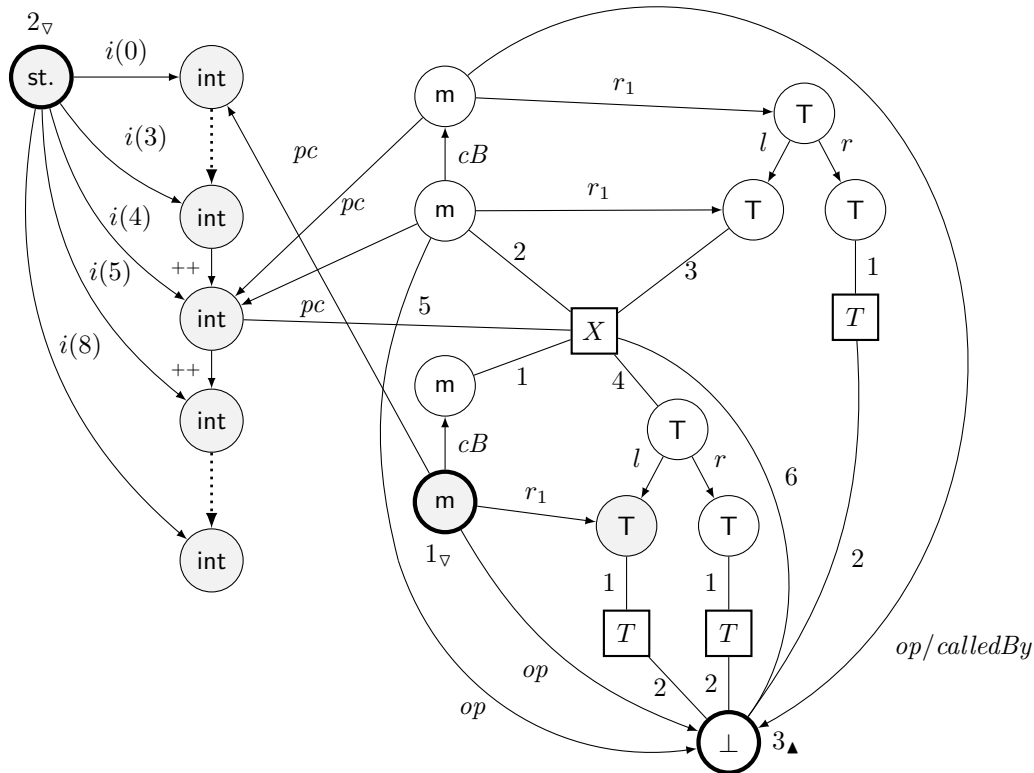 2▽
st.
i(0)
int
i(3)
int
i(4)
++
int
i(5)
++
int
i(8)
int
m
r₁
T
l
r
pc
cB
pc
m
r₁
T
T
2
3
1
pc
5
X
T
m
1
4
T
cB
l
r
6
m
r₁
T
T
1▽
1
1
2
T
T
op
2
2
op/calledBy
op
⊥
3▲